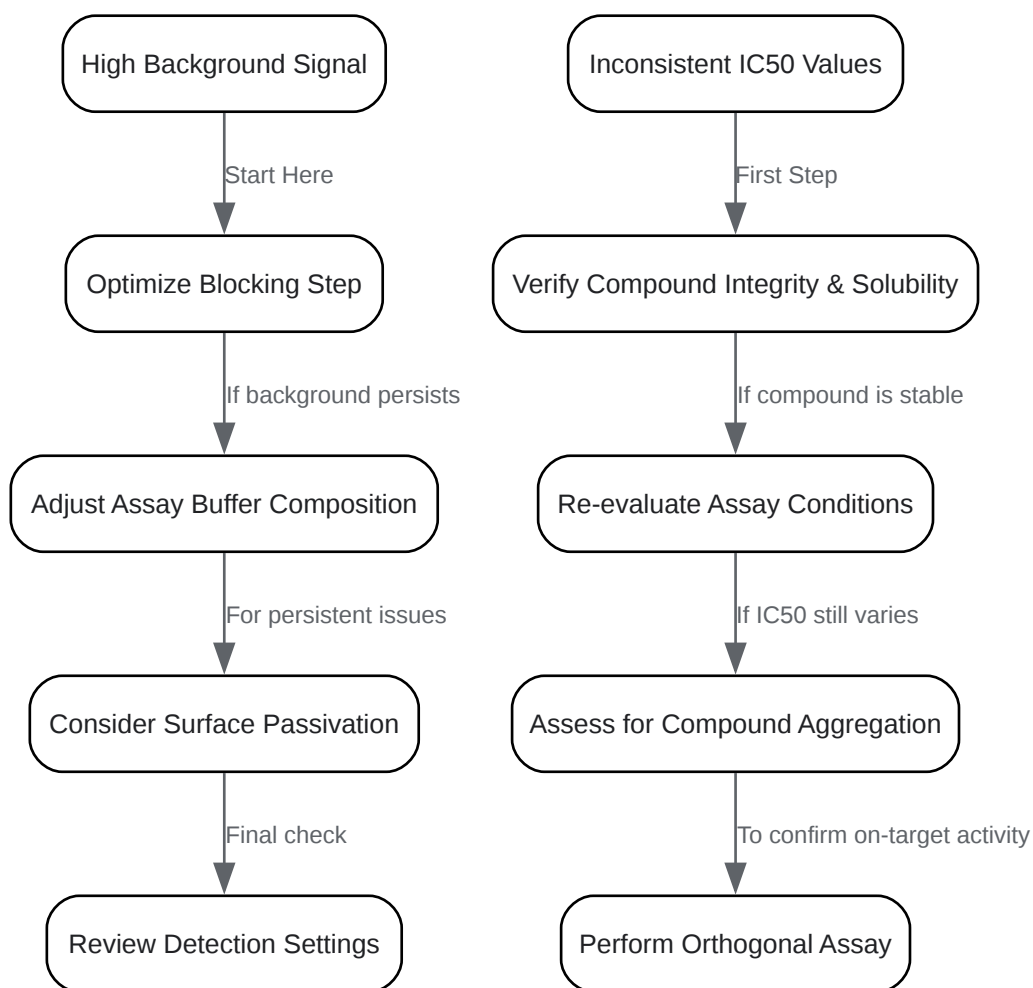 High Background Signal
Start Here
Optimize Blocking Step
If background persists
Adjust Assay Buffer Composition
For persistent issues
Consider Surface Passivation
Final check
Review Detection Settings
Inconsistent IC50 Values
First Step
Verify Compound Integrity & Solubility
If compound is stable
Re-evaluate Assay Conditions
If IC50 still varies
Assess for Compound Aggregation
To confirm on-target activity
Perform Orthogonal Assay